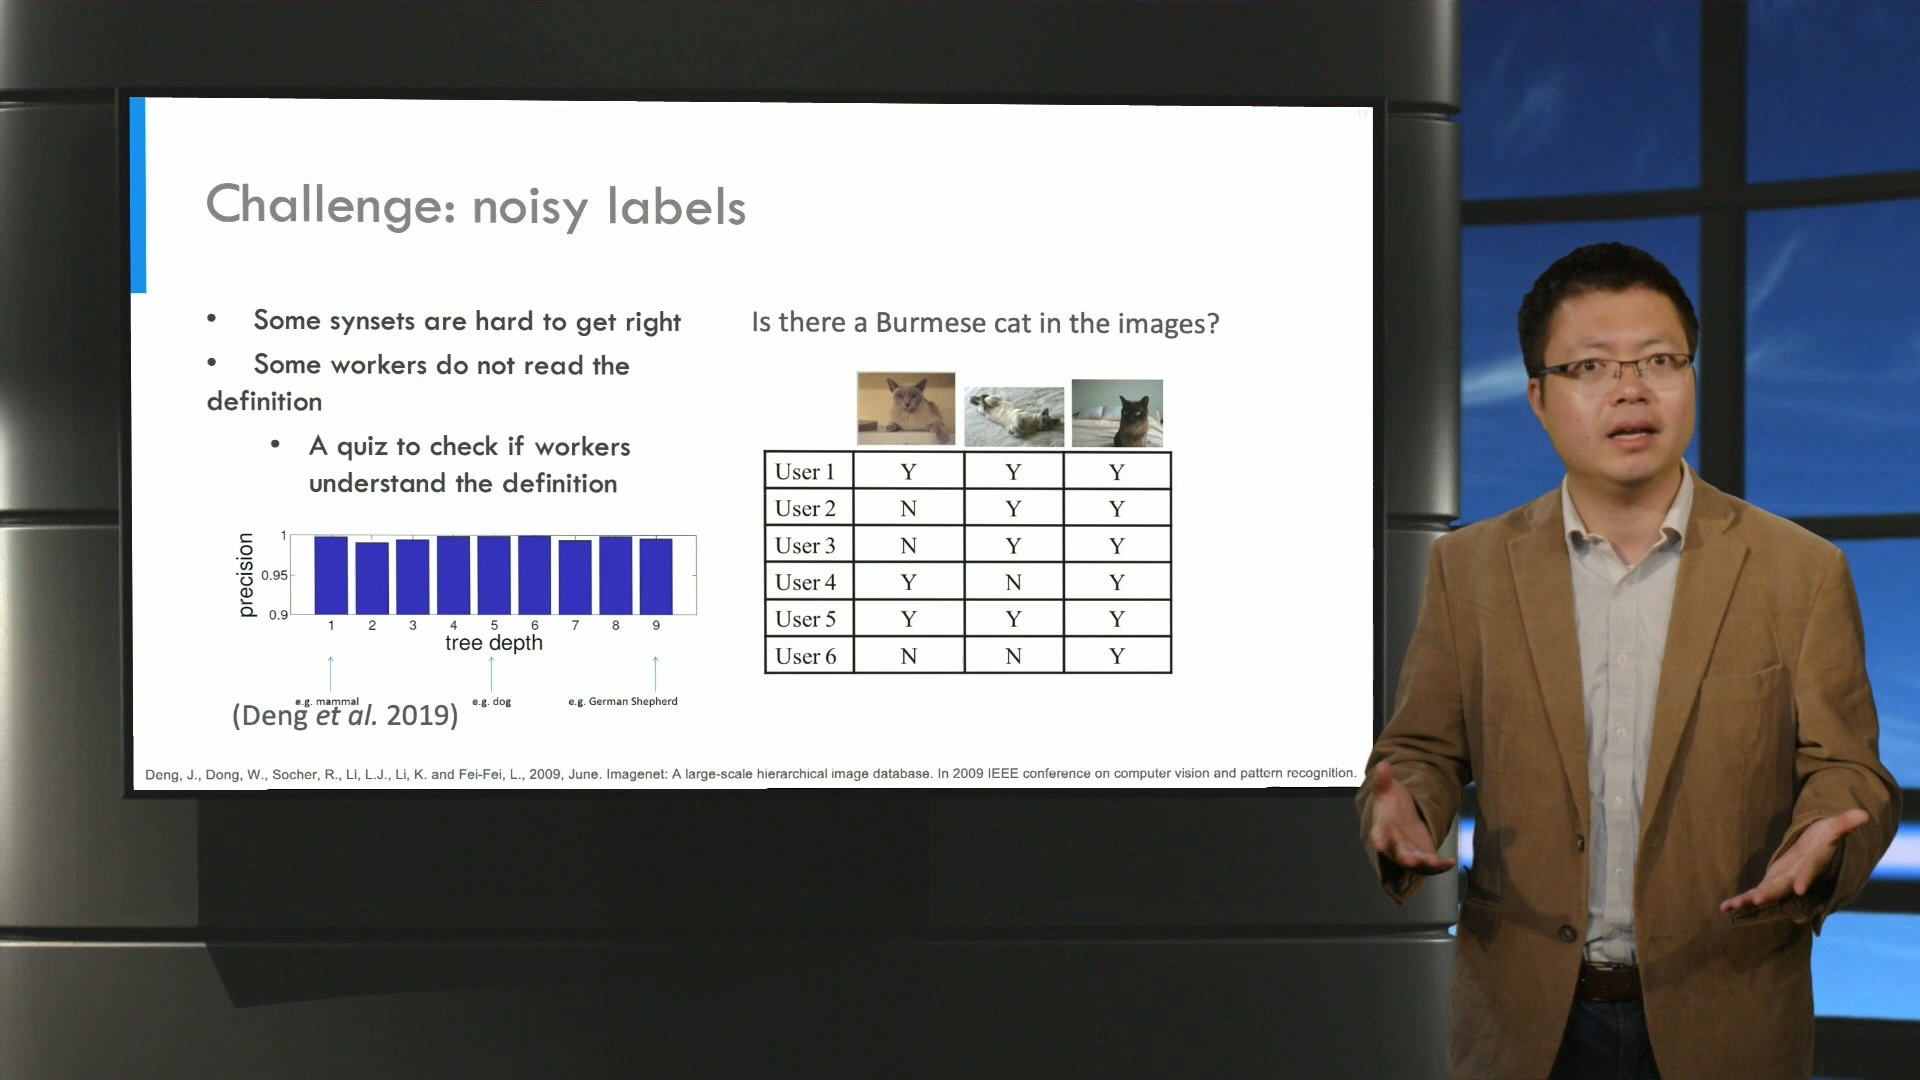 Challenge: noisy labels
• Some synsets are hard to get right
• Some workers do not read the
definition
• A quiz to check if workers
understand the definition
precision
1
0.95
0.9
1 2 3 4 5 6 7 8 9
tree depth
e.g. mammal e.g. dog e.g. German Shepherd
(Deng et al. 2019)
Is there a Burmese cat in the images?
User 1 Y Y Y
User 2 N Y Y
User 3 N Y Y
User 4 Y N Y
User 5 Y Y Y
User 6 N N Y
Deng, J., Dong, W., Socher, R., Li, L.J., Li, K. and Fei-Fei, L., 2009, June. Imagenet: A large-scale hierarchical image database. In 2009 IEEE conference on computer vision and pattern recognition.